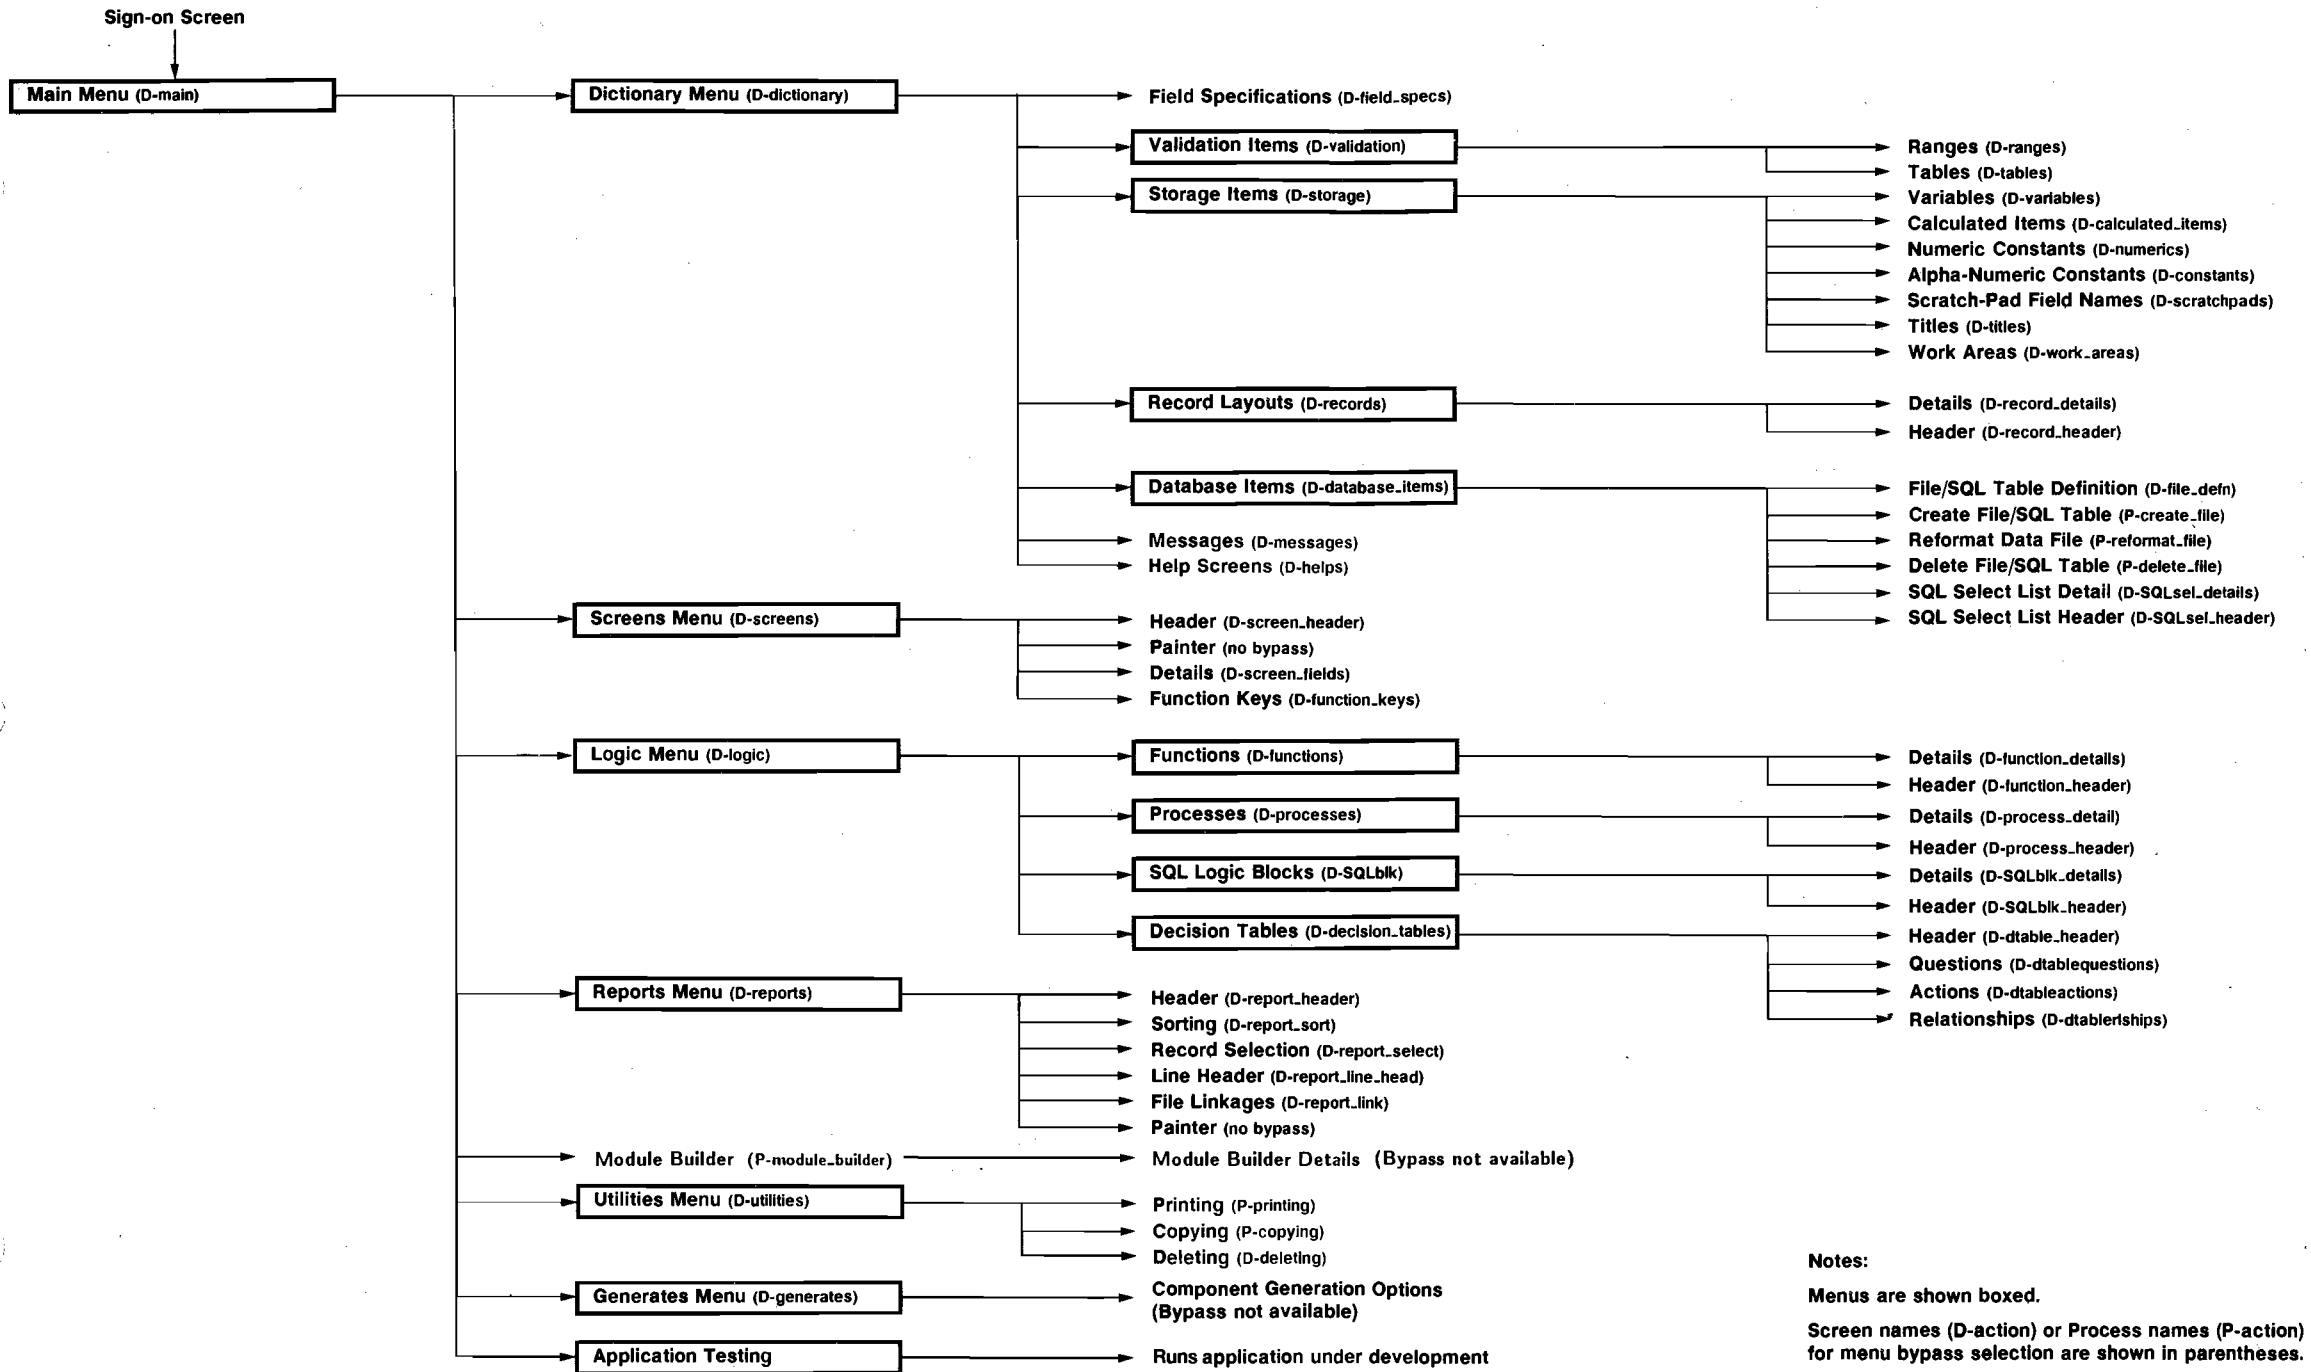 Sign-on Screen
Main Menu (D-main)
Dictionary Menu (D-dictionary)
Field Specifications (D-field_specs)
Validation Items (D-validation)
Ranges (D-ranges)
Tables (D-tables)
Storage Items (D-storage)
Variables (D-variables)
Calculated Items (D-calculated_items)
Numeric Constants (D-numerics)
Alpha-Numeric Constants (D-constants)
Scratch-Pad Field Names (D-scratchpads)
Titles (D-titles)
Work Areas (D-work_areas)
Record Layouts (D-records)
Details (D-record_details)
Header (D-record_header)
Database Items (D-database_items)
File/SQL Table Definition (D-file_defn)
Create File/SQL Table (P-create_file)
Reformat Data File (P-reformat_file)
Delete File/SQL Table (P-delete_file)
SQL Select List Detail (D-SQLsel_details)
SQL Select List Header (D-SQLsel_header)
Messages (D-messages)
Help Screens (D-helps)
Screens Menu (D-screens)
Header (D-screen_header)
Painter (no bypass)
Details (D-screen_fields)
Function Keys (D-function_keys)
Logic Menu (D-logic)
Functions (D-functions)
Details (D-function_details)
Header (D-function_header)
Processes (D-processes)
Details (D-process_detail)
Header (D-process_header)
SQL Logic Blocks (D-SQLblk)
Details (D-SQLblk_details)
Header (D-SQLblk_header)
Decision Tables (D-decision_tables)
Header (D-dtable_header)
Questions (D-dtablequestions)
Actions (D-dtableactions)
Relationships (D-dtablerlships)
Reports Menu (D-reports)
Header (D-report_header)
Sorting (D-report_sort)
Record Selection (D-report_select)
Line Header (D-report_line_head)
File Linkages (D-report_link)
Painter (no bypass)
Module Builder (P-module_builder)
Module Builder Details (Bypass not available)
Utilities Menu (D-utilities)
Printing (P-printing)
Copying (P-copying)
Deleting (D-deleting)
Generates Menu (D-generates)
Component Generation Options
(Bypass not available)
Application Testing
Runs application under development
Notes:
Menus are shown boxed.
Screen names (D-action) or Process names (P-action)
for menu bypass selection are shown in parentheses.